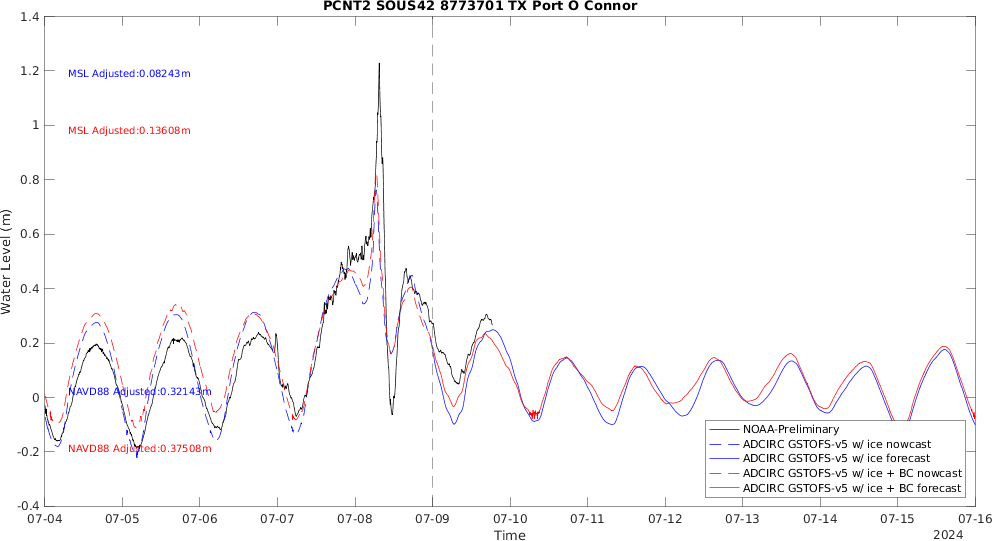 PCNT2 SOUS42 8773701 TX Port O Connor
1.4
1.2
1
0.8
0.6
0.4
0.2
0
-0.2
-0.4
Water Level (m)
MSL Adjusted:0.08243m
MSL Adjusted:0.13608m
NAVD88 Adjusted:0.32143m
NAVD88 Adjusted:0.37508m
NOAA-Preliminary
ADCIRC GSTOFS-v5 w/ ice nowcast
ADCIRC GSTOFS-v5 w/ ice forecast
ADCIRC GSTOFS-v5 w/ ice + BC nowcast
ADCIRC GSTOFS-v5 w/ ice + BC forecast
07-04 07-05 07-06 07-07 07-08 07-09 07-10 07-11 07-12 07-13 07-14 07-15 07-16
Time
2024